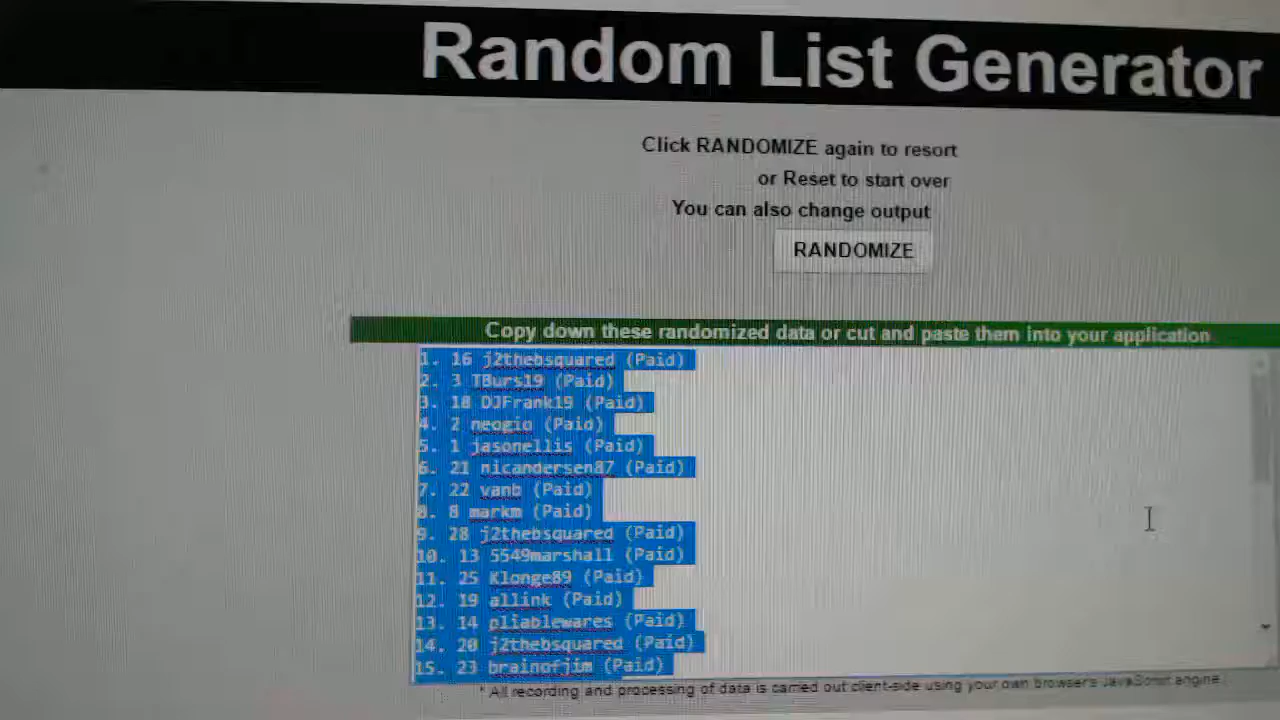 Random List Generator
Click RANDOMIZE again to resort
or Reset to start over
You can also change output
RANDOMIZE
Copy down these randomized data or cut and paste them into your application.
1. 16 j2thebsquared (Paid)
2. 3 TBurs19 (Paid)
3. 18 DJFrank19 (Paid)
4. 2 neogio (Paid)
5. 1 jasonellis (Paid)
6. 21 nicandersen87 (Paid)
7. 22 vanb (Paid)
8. 8 markm (Paid)
9. 28 j2thebsquared (Paid)
10. 13 5549marshall (Paid)
11. 25 Klonge89 (Paid)
12. 19 allink (Paid)
13. 14 pliablewares (Paid)
14. 20 j2thebsquared (Paid)
15. 23 brainofjim (Paid)
* All recording and processing of data is carried out client-side using your own browser's JavaScript engine.